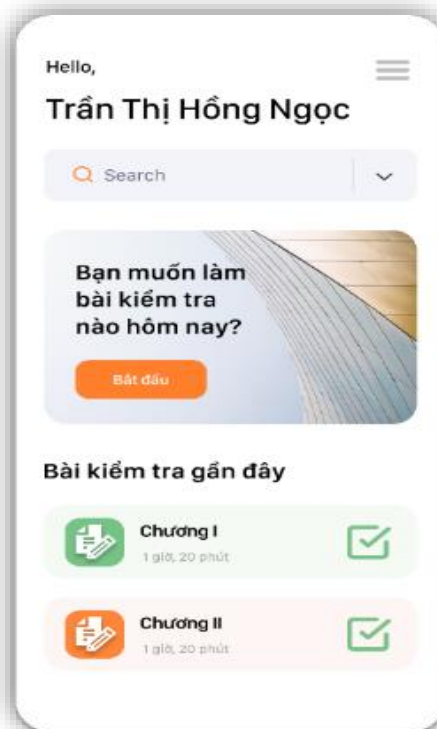 Hello,
Trần Thị Hồng Ngọc
Search
Bạn muốn làm
bài kiểm tra
nào hôm nay?
Bắt đầu
Bài kiểm tra gần đây
Chương I
1 giờ, 20 phút
Chương II
1 giờ, 20 phút